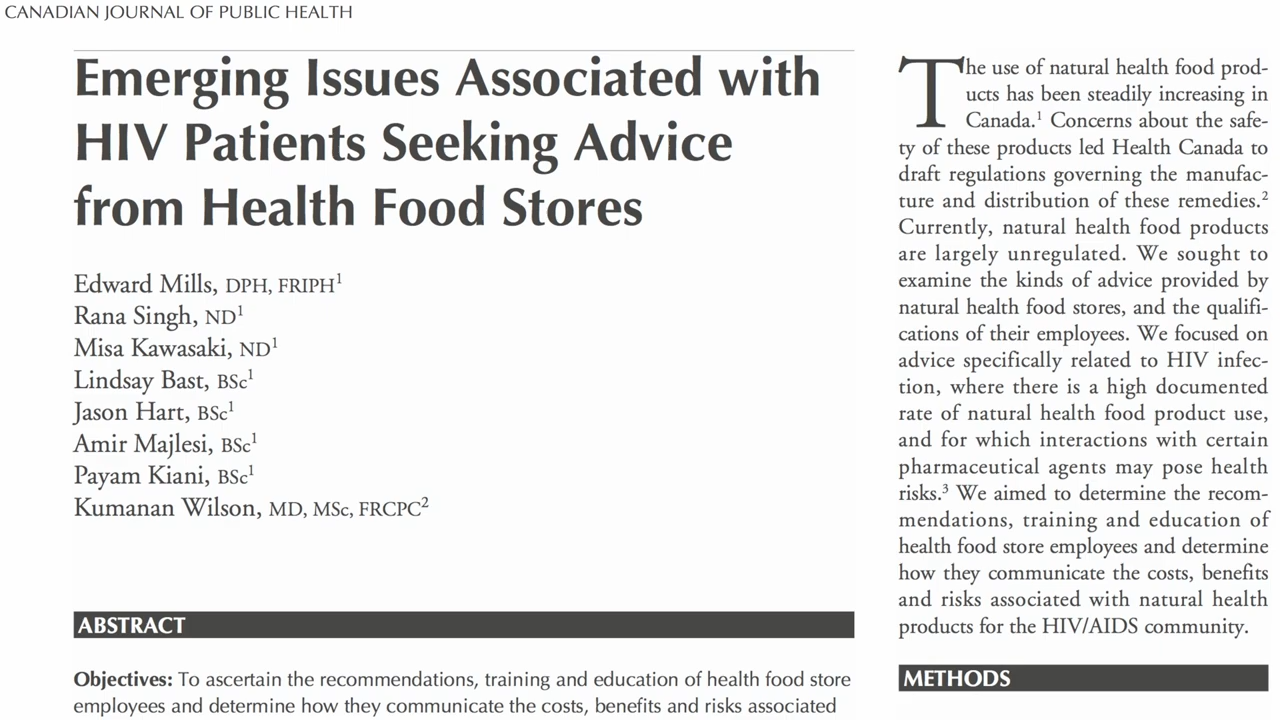 CANADIAN JOURNAL OF PUBLIC HEALTH
Emerging Issues Associated with
HIV Patients Seeking Advice
from Health Food Stores
Edward Mills, DPH, FRIPH¹
Rana Singh, ND¹
Misa Kawasaki, ND¹
Lindsay Bast, BSc¹
Jason Hart, BSc¹
Amir Majlesi, BSc¹
Payam Kiani, BSc¹
Kumanan Wilson, MD, MSc, FRCPC²
ABSTRACT
Objectives: To ascertain the recommendations, training and education of health food store
employees and determine how they communicate the costs, benefits and risks associated
The use of natural health food prod-
ucts has been steadily increasing in
Canada.¹ Concerns about the safe-
ty of these products led Health Canada to
draft regulations governing the manufac-
ture and distribution of these remedies.²
Currently, natural health food products
are largely unregulated. We sought to
examine the kinds of advice provided by
natural health food stores, and the qualifi-
cations of their employees. We focused on
advice specifically related to HIV infec-
tion, where there is a high documented
rate of natural health food product use,
and for which interactions with certain
pharmaceutical agents may pose health
risks.³ We aimed to determine the recom-
mendations, training and education of
health food store employees and determine
how they communicate the costs, benefits
and risks associated with natural health
products for the HIV/AIDS community.
METHODS